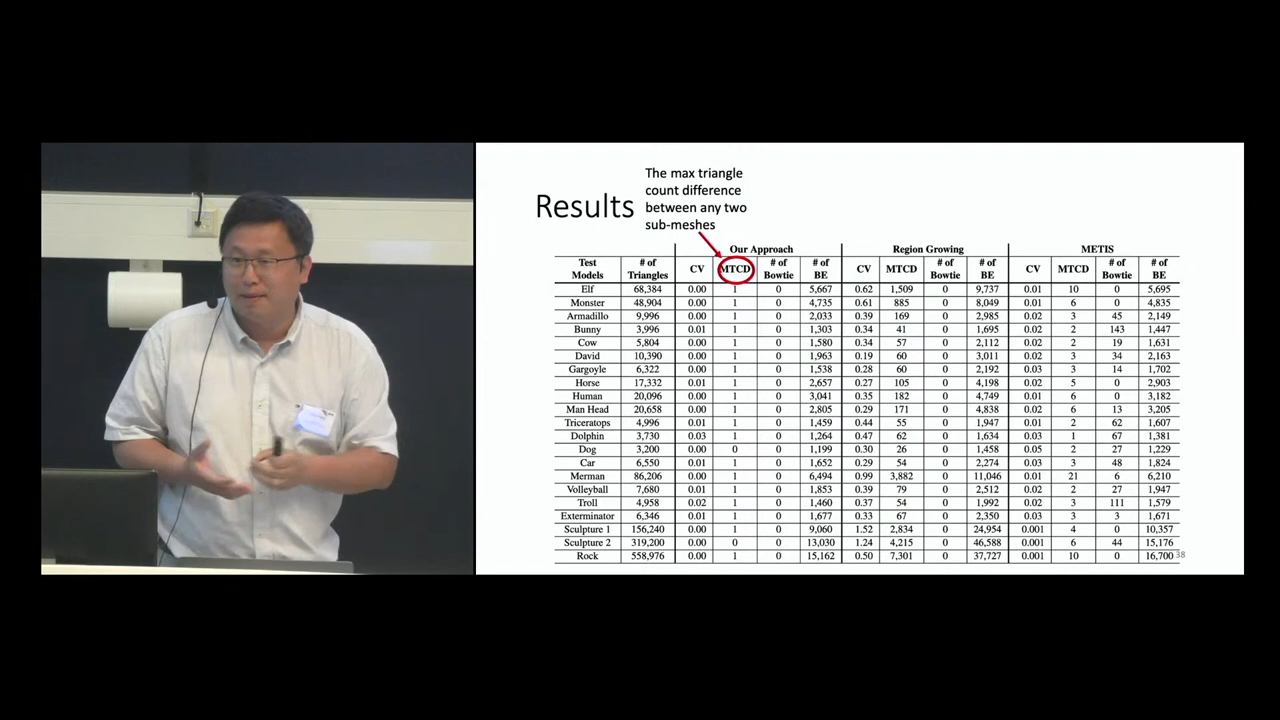 The max triangle
count difference
between any two
sub-meshes
Results
Our Approach Region Growing METIS
Test Models # of Triangles CV MTCD # of Bowtie # of BE CV MTCD # of Bowtie # of BE CV MTCD # of Bowtie # of BE
Elf 68,384 0.00 1 0 5,667 0.62 1,509 0 9,737 0.01 10 0 5,695
Monster 48,904 0.00 1 0 4,735 0.61 885 0 8,049 0.01 6 0 4,835
Armadillo 9,996 0.00 1 0 2,033 0.39 169 0 2,985 0.02 3 45 2,149
Bunny 3,996 0.01 1 0 1,303 0.34 41 0 1,695 0.02 2 143 1,447
Cow 5,804 0.00 1 0 1,580 0.34 57 0 2,112 0.02 2 19 1,631
David 10,390 0.00 1 0 1,963 0.19 60 0 3,011 0.02 3 34 2,163
Gargoyle 6,322 0.00 1 0 1,538 0.28 60 0 2,192 0.03 3 14 1,702
Horse 17,332 0.01 1 0 2,657 0.27 105 0 4,198 0.02 5 0 2,903
Human 20,096 0.00 1 0 3,041 0.35 182 0 4,749 0.01 6 0 3,182
Man Head 20,658 0.00 1 0 2,805 0.29 171 0 4,838 0.02 6 13 3,205
Triceratops 4,996 0.01 1 0 1,459 0.44 55 0 1,947 0.01 2 62 1,607
Dolphin 3,730 0.03 1 0 1,264 0.47 62 0 1,634 0.03 1 67 1,381
Dog 3,200 0.00 0 0 1,199 0.30 26 0 1,458 0.05 2 27 1,229
Car 6,550 0.01 1 0 1,652 0.29 54 0 2,274 0.03 3 48 1,824
Merman 86,206 0.00 1 0 6,494 0.99 3,882 0 11,046 0.01 21 6 6,210
Volleyball 7,680 0.01 1 0 1,853 0.39 79 0 2,512 0.02 2 27 1,947
Troll 4,958 0.02 1 0 1,460 0.37 54 0 1,992 0.02 3 111 1,579
Exterminator 6,346 0.01 1 0 1,677 0.33 67 0 2,350 0.03 3 3 1,671
Sculpture 1 156,240 0.00 1 0 9,060 1.52 2,834 0 24,954 0.001 4 0 10,357
Sculpture 2 319,200 0.00 0 0 13,030 1.24 4,215 0 46,588 0.001 6 44 15,176
Rock 558,976 0.00 1 0 15,162 0.50 7,301 0 37,727 0.001 10 0 16,700
38